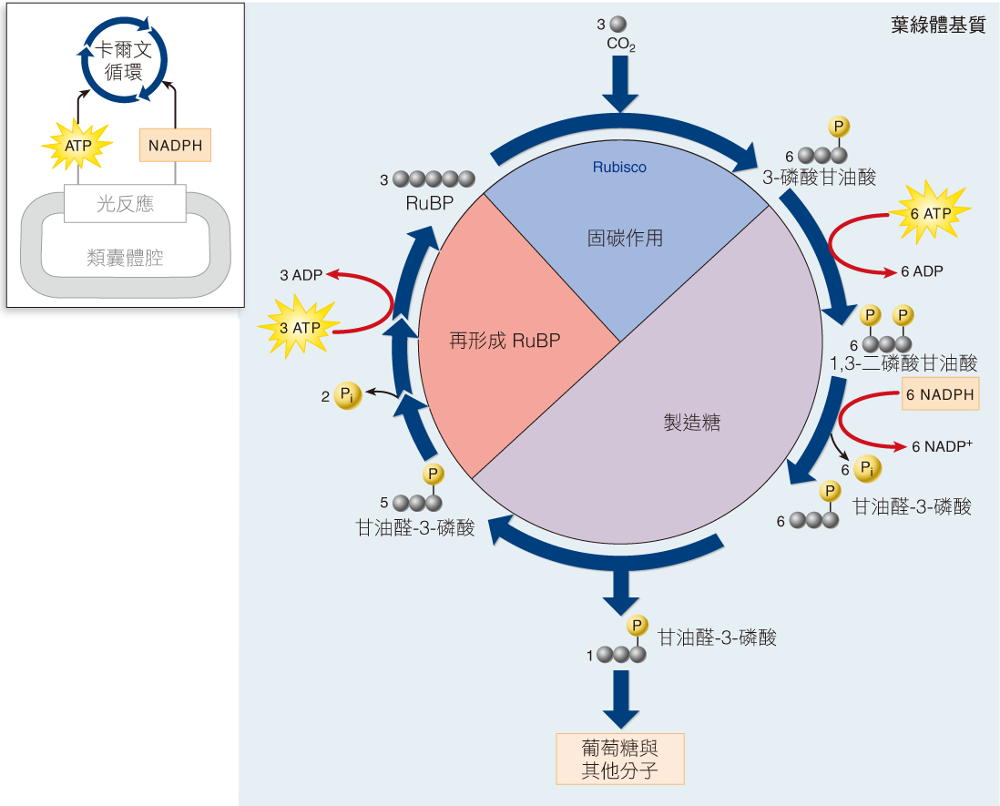 卡爾文
循環
ATP
NADPH
光反應
類囊體腔
葉綠體基質
3
CO₂
Rubisco
固碳作用
P
6
3-磷酸甘油酸
6 ATP
6 ADP
P P
6
1,3-二磷酸甘油酸
6 NADPH
6 NADP⁺
6 Pi
P
6
甘油醛-3-磷酸
製造糖
P
1
甘油醛-3-磷酸
葡萄糖與
其他分子
P
5
甘油醛-3-磷酸
2 Pi
3 ATP
3 ADP
再形成 RuBP
3
RuBP